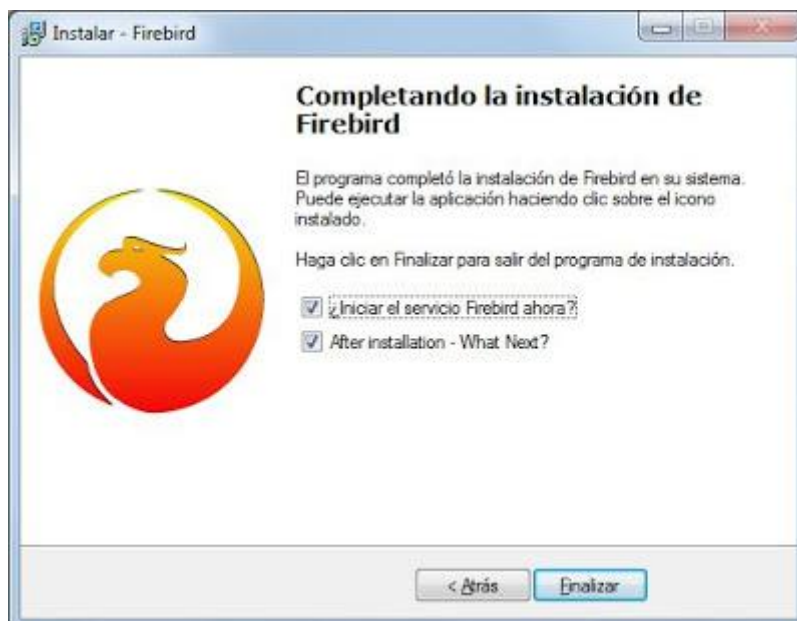 Instalar - Firebird
Completando la instalación de
Firebird
El programa completó la instalación de Firebird en su sistema.
Puede ejecutar la aplicación haciendo clic sobre el icono
instalado.
Haga clic en Finalizar para salir del programa de instalación.
¿Iniciar el servicio Firebird ahora?
After installation - What Next?
< Atrás
Finalizar